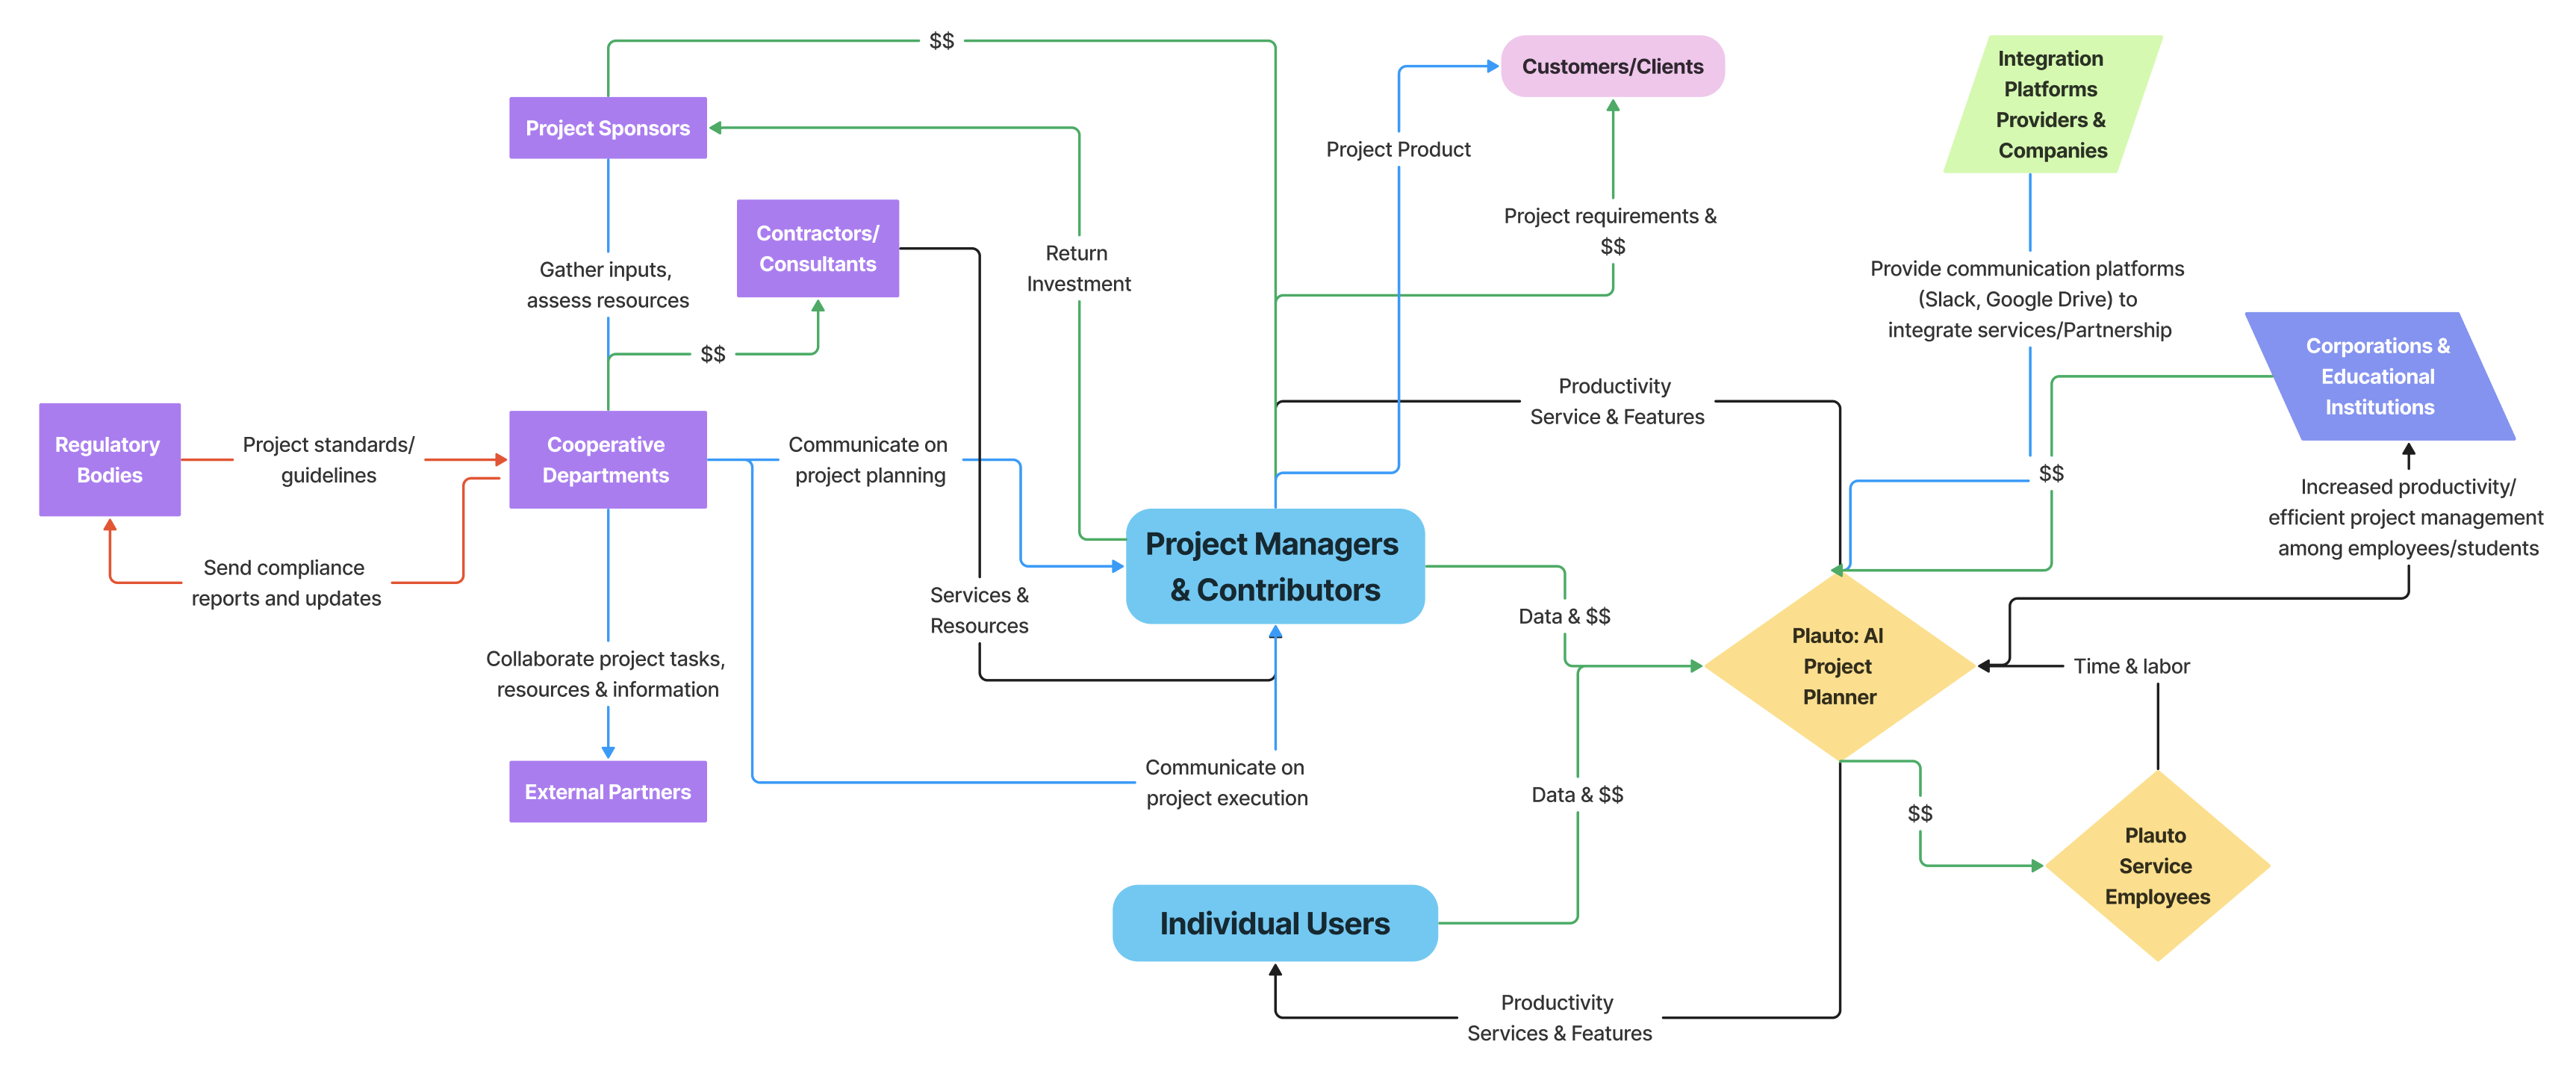 $$
Customers/Clients
Integration
Platforms
Providers &
Companies
Project Sponsors
Project Product
Contractors/
Consultants
Return
Investment
Project requirements &
$$
Gather inputs,
assess resources
Provide communication platforms
(Slack, Google Drive) to
integrate services/Partnership
$$
Corporations &
Educational
Institutions
Productivity
Service & Features
Regulatory
Bodies
Project standards/
guidelines
Cooperative
Departments
Communicate on
project planning
$$
Increased productivity/
efficient project management
among employees/students
Project Managers
& Contributors
Send compliance
reports and updates
Services &
Resources
Data & $$
Plauto: AI
Project
Planner
Time & labor
Collaborate project tasks,
resources & information
External Partners
Communicate on
project execution
Data & $$
$$
Plauto
Service
Employees
Individual Users
Productivity
Services & Features